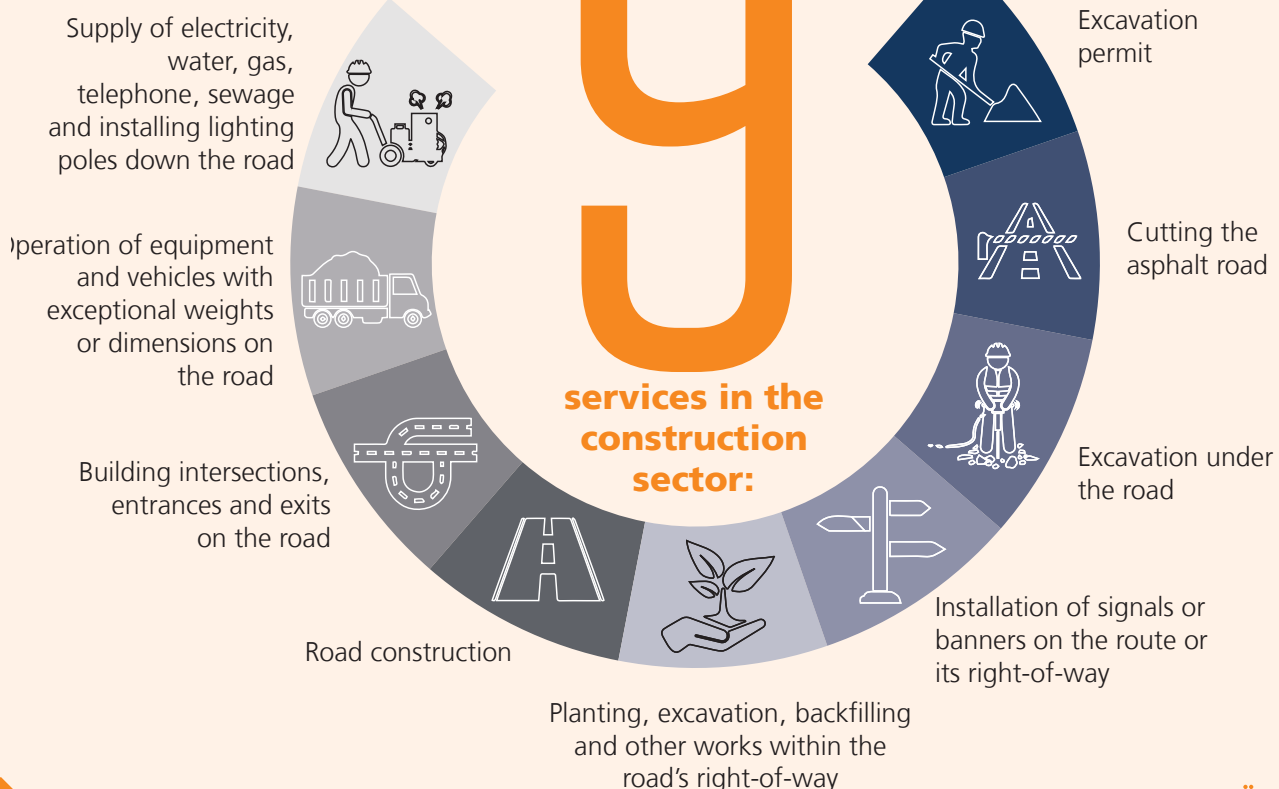 9
services in the
construction
sector:
Excavation
permit
Cutting the
asphalt road
Excavation under
the road
Installation of signals or
banners on the route or
its right-of-way
Planting, excavation, backfilling
and other works within the
road's right-of-way
Road construction
Building intersections,
entrances and exits
on the road
Operation of equipment
and vehicles with
exceptional weights
or dimensions on
the road
Supply of electricity,
water, gas,
telephone, sewage
and installing lighting
poles down the road